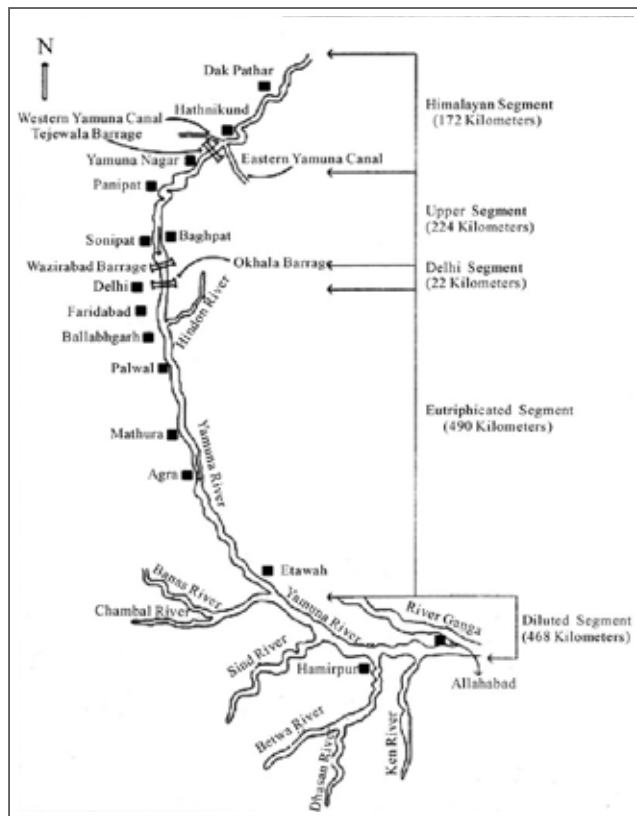 N
Dak Pathar
Hathnikund
Western Yamuna Canal
Tejewala Barrage
Himalayan Segment
(172 Kilometers)
Yamuna Nagar
Eastern Yamuna Canal
Panipat
Upper Segment
(224 Kilometers)
Sonipat
Baghpat
Wazirabad Barrage
Okhala Barrage
Delhi Segment
(22 Kilometers)
Delhi
Faridabad
Hindon River
Ballabhgarh
Palwal
Eutriphicated Segment
(490 Kilometers)
Mathura
Yamuna River
Agra
Etawah
Banas River
Chambal River
Yamuna River
River Ganga
Diluted Segment
(468 Kilometers)
Sind River
Hamirpur
Allahabad
Betwa River
Dhasan River
Ken River